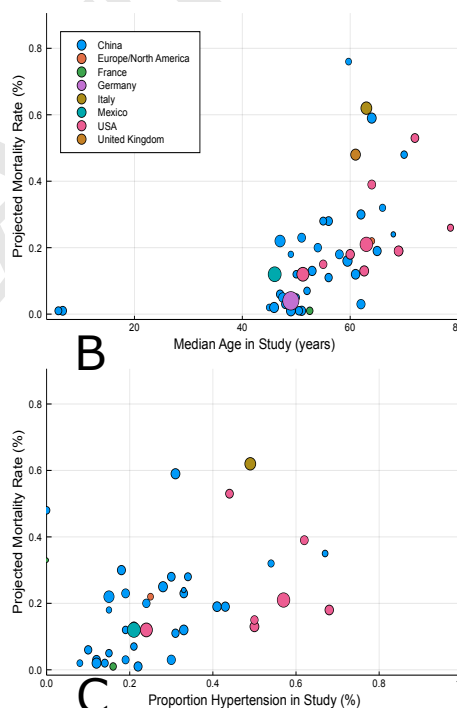 0.8
0.6
0.4
0.2
0.0
Projected Mortality Rate (%)
China
Europe/North America
France
Germany
Italy
Mexico
USA
United Kingdom
20
40
60
80
Median Age in Study (years)
B
0.8
0.6
0.4
0.2
0.0
Projected Mortality Rate (%)
0.0
0.2
0.4
0.6
0.8
Proportion Hypertension in Study (%)
C